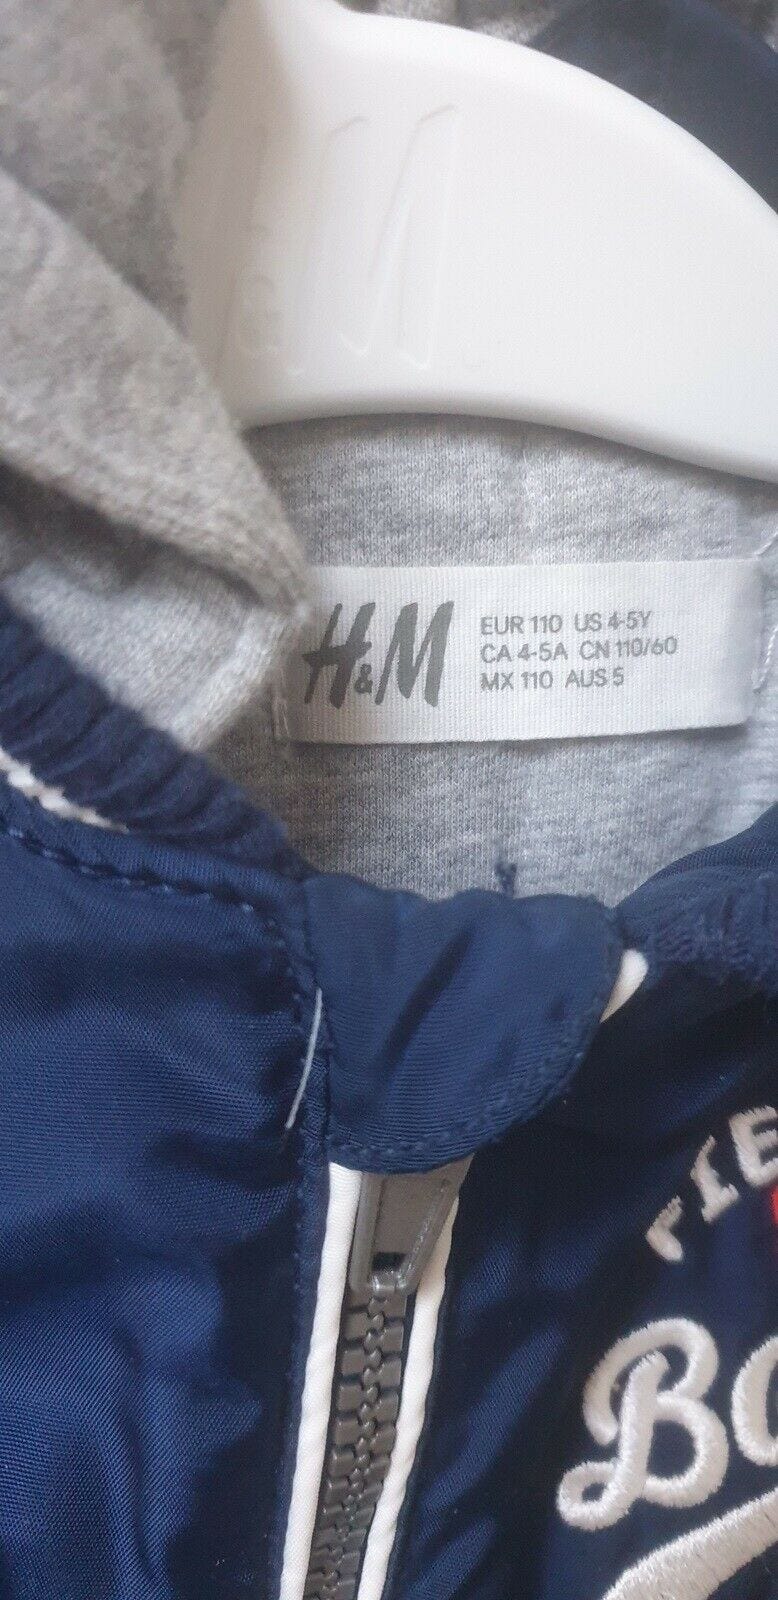 H&M
H&M
EUR 110 US 4-5Y
CA 4-5A CN 110/60
MX 110 AUS 5